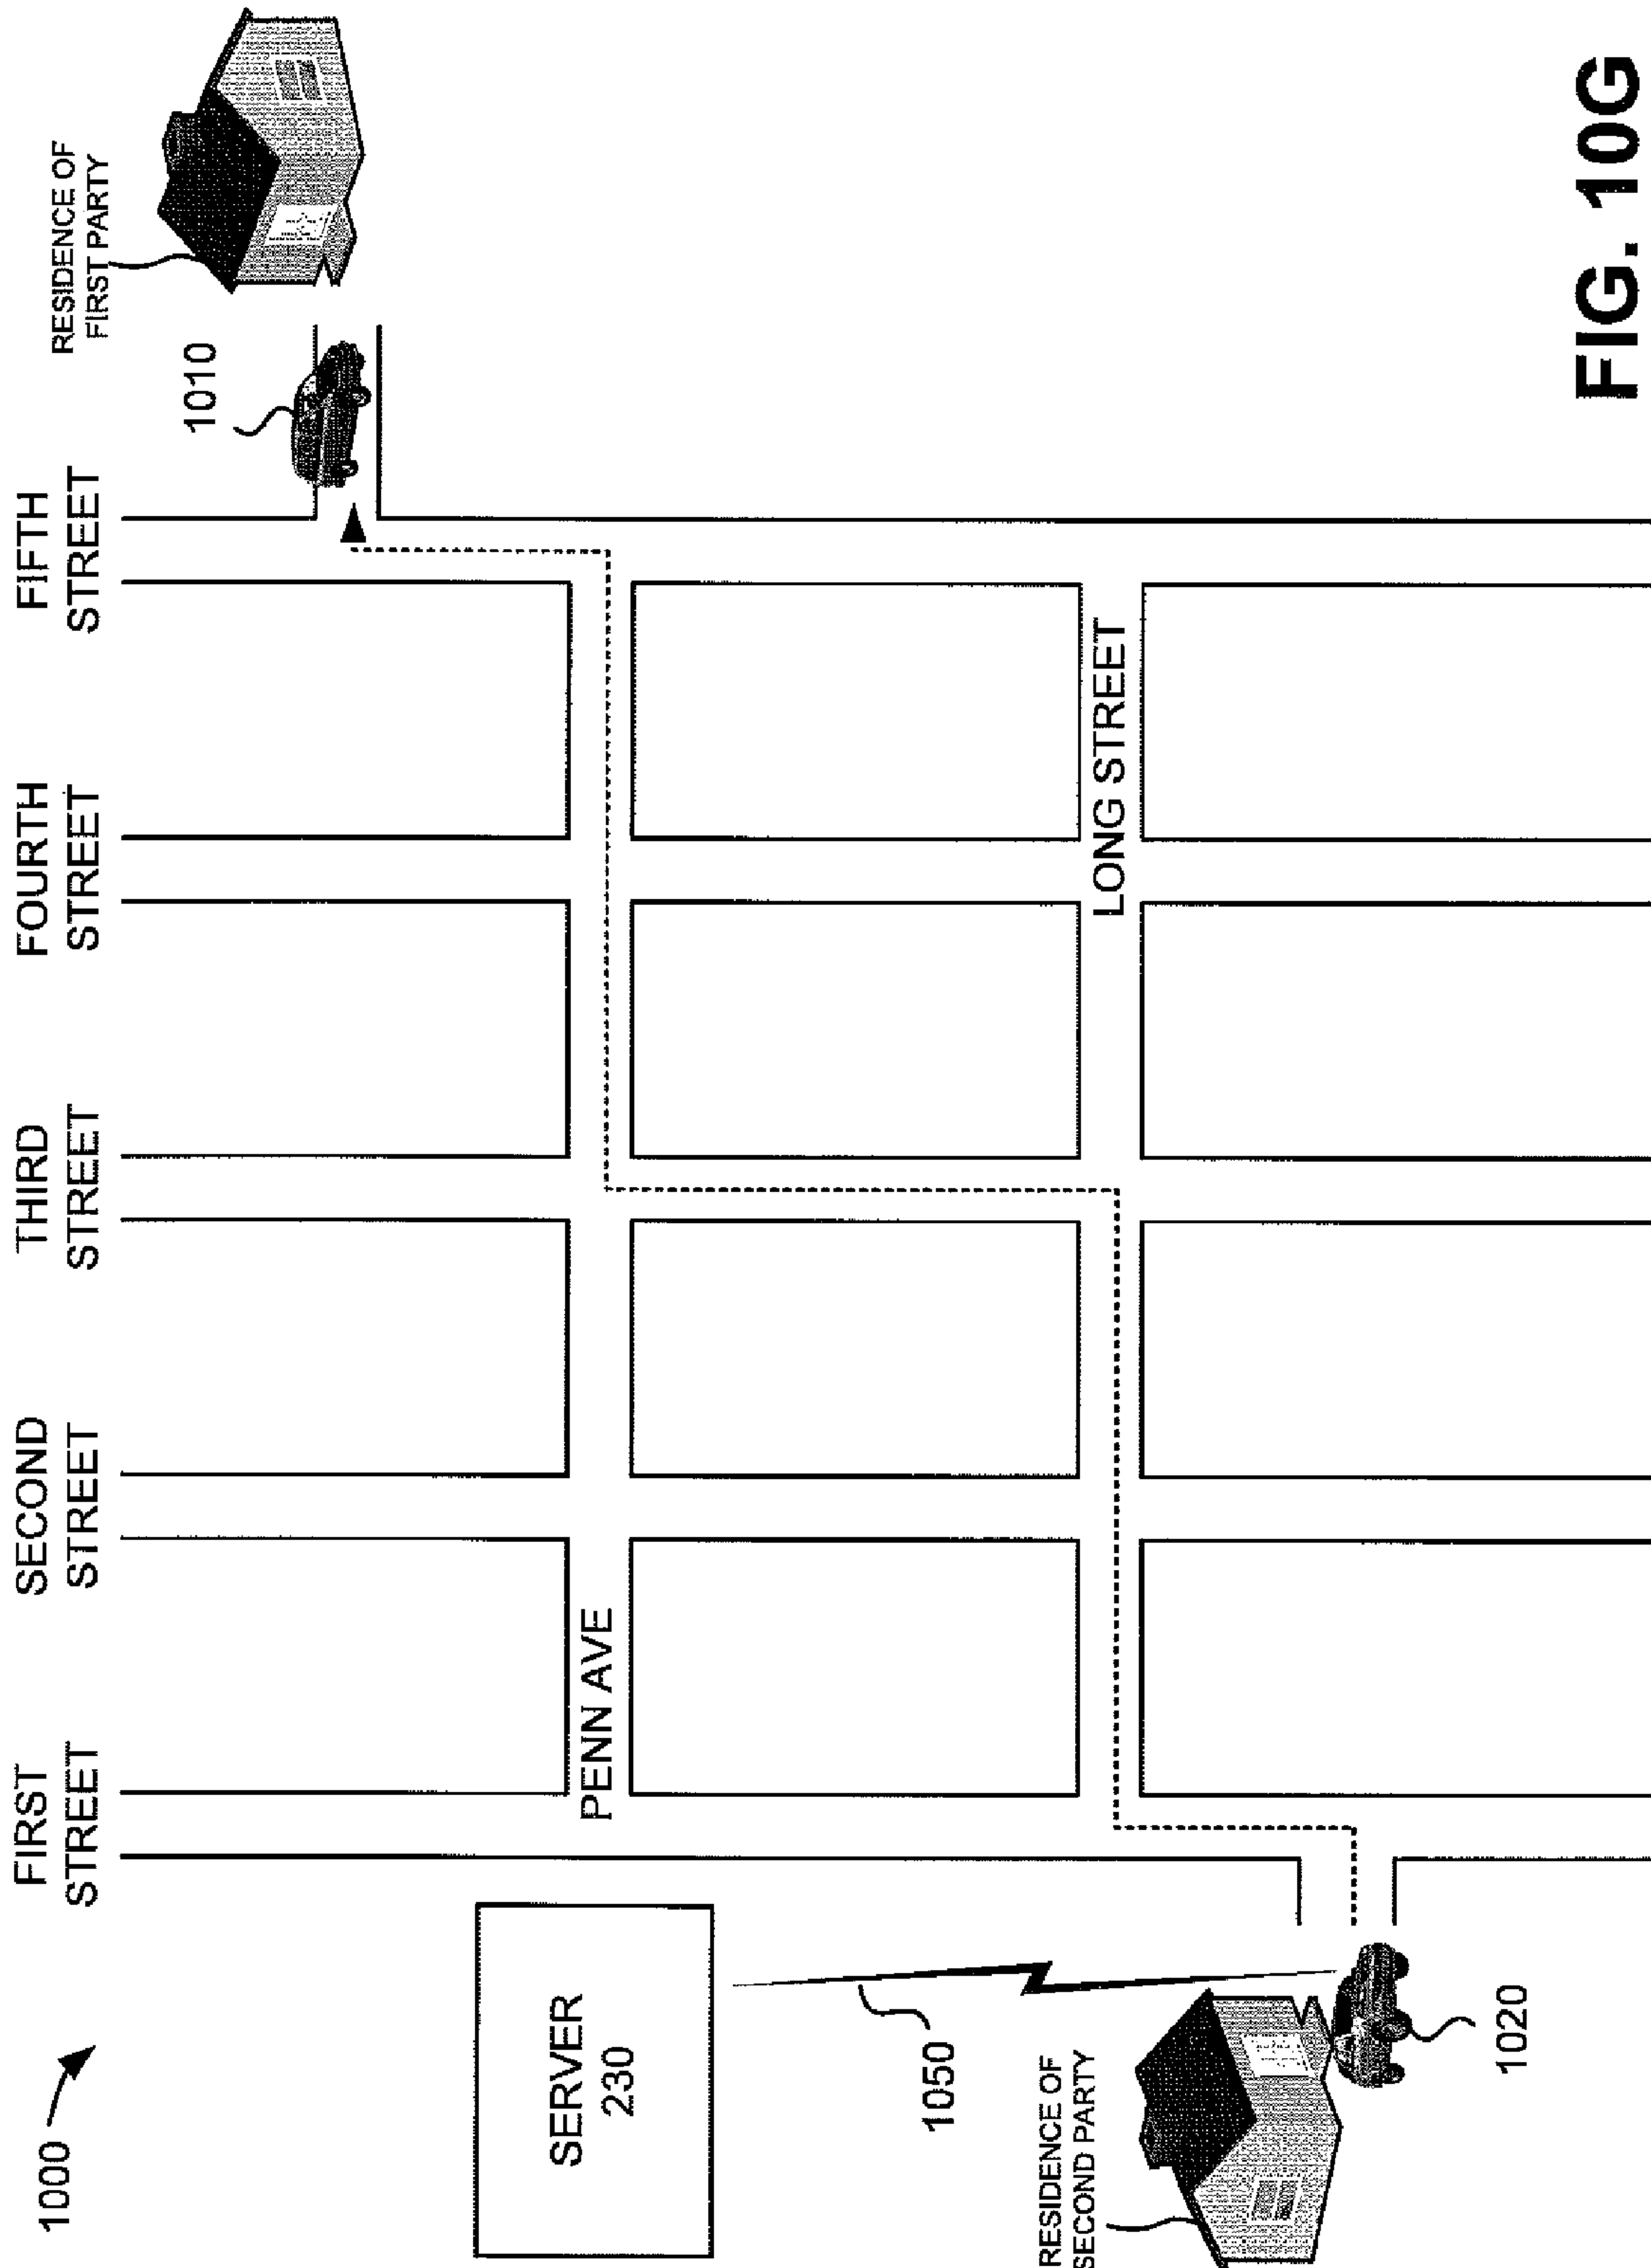 1000
FIRST
STREET
SECOND
STREET
THIRD
STREET
FOURTH
STREET
FIFTH
STREET
RESIDENCE OF
FIRST PARTY
1010
SERVER
230
PENN AVE
1050
LONG STREET
RESIDENCE OF
SECOND PARTY
1020
FIG. 10G